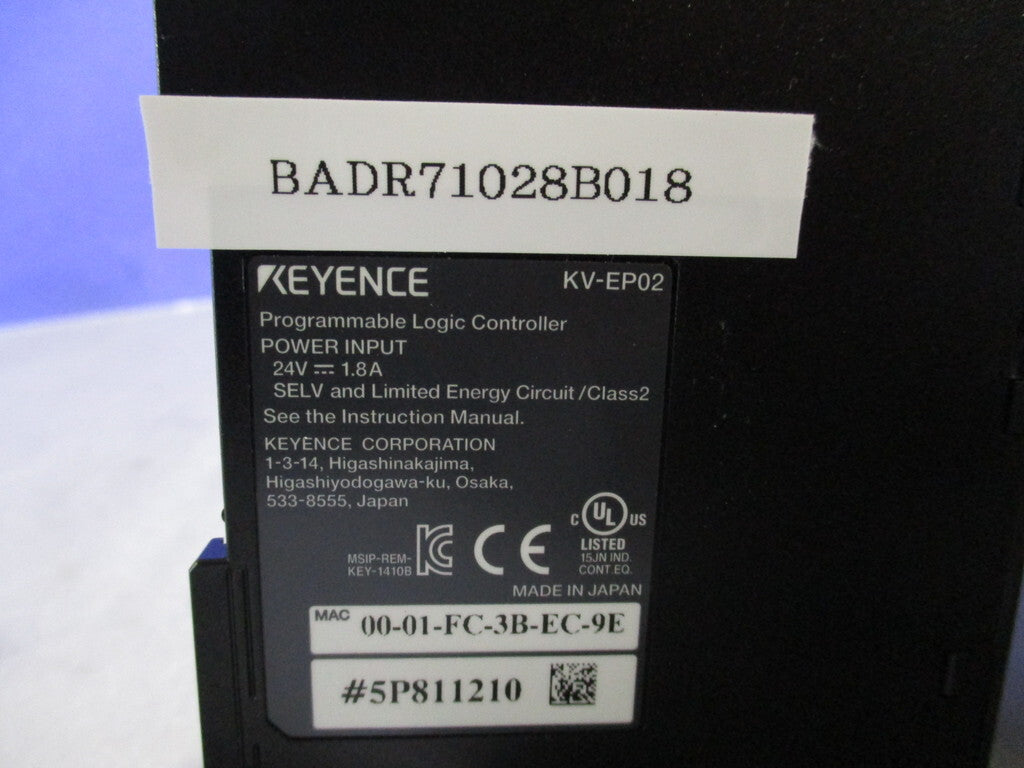 BADR71028B018
KEYENCE KV-EP02
Programmable Logic Controller
POWER INPUT
24V ⎓ 1.8A
SELV and Limited Energy Circuit/Class2
See the Instruction Manual.
KEYENCE CORPORATION
1-3-14, Higashinakajima,
Higashiyodogawa-ku, Osaka,
533-8555, Japan
MSIP-REM-
KEY-1410B
KC CE
C UL US
LISTED
15JN IND.
CONT.EQ.
MADE IN JAPAN
MAC 00-01-FC-3B-EC-9E
#5P811210